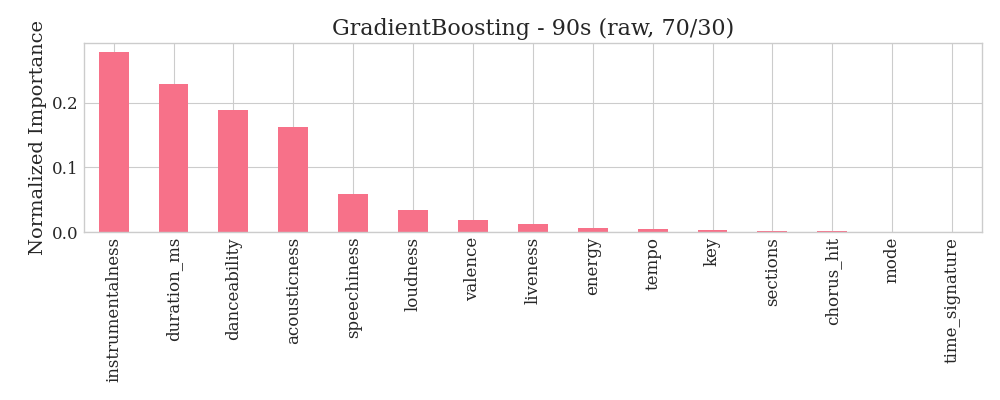 GradientBoosting - 90s (raw, 70/30)
Normalized Importance
0.2
0.1
0.0
instrumentalness
duration_ms
danceability
acousticness
speechiness
loudness
valence
liveness
energy
tempo
key
sections
chorus_hit
mode
time_signature